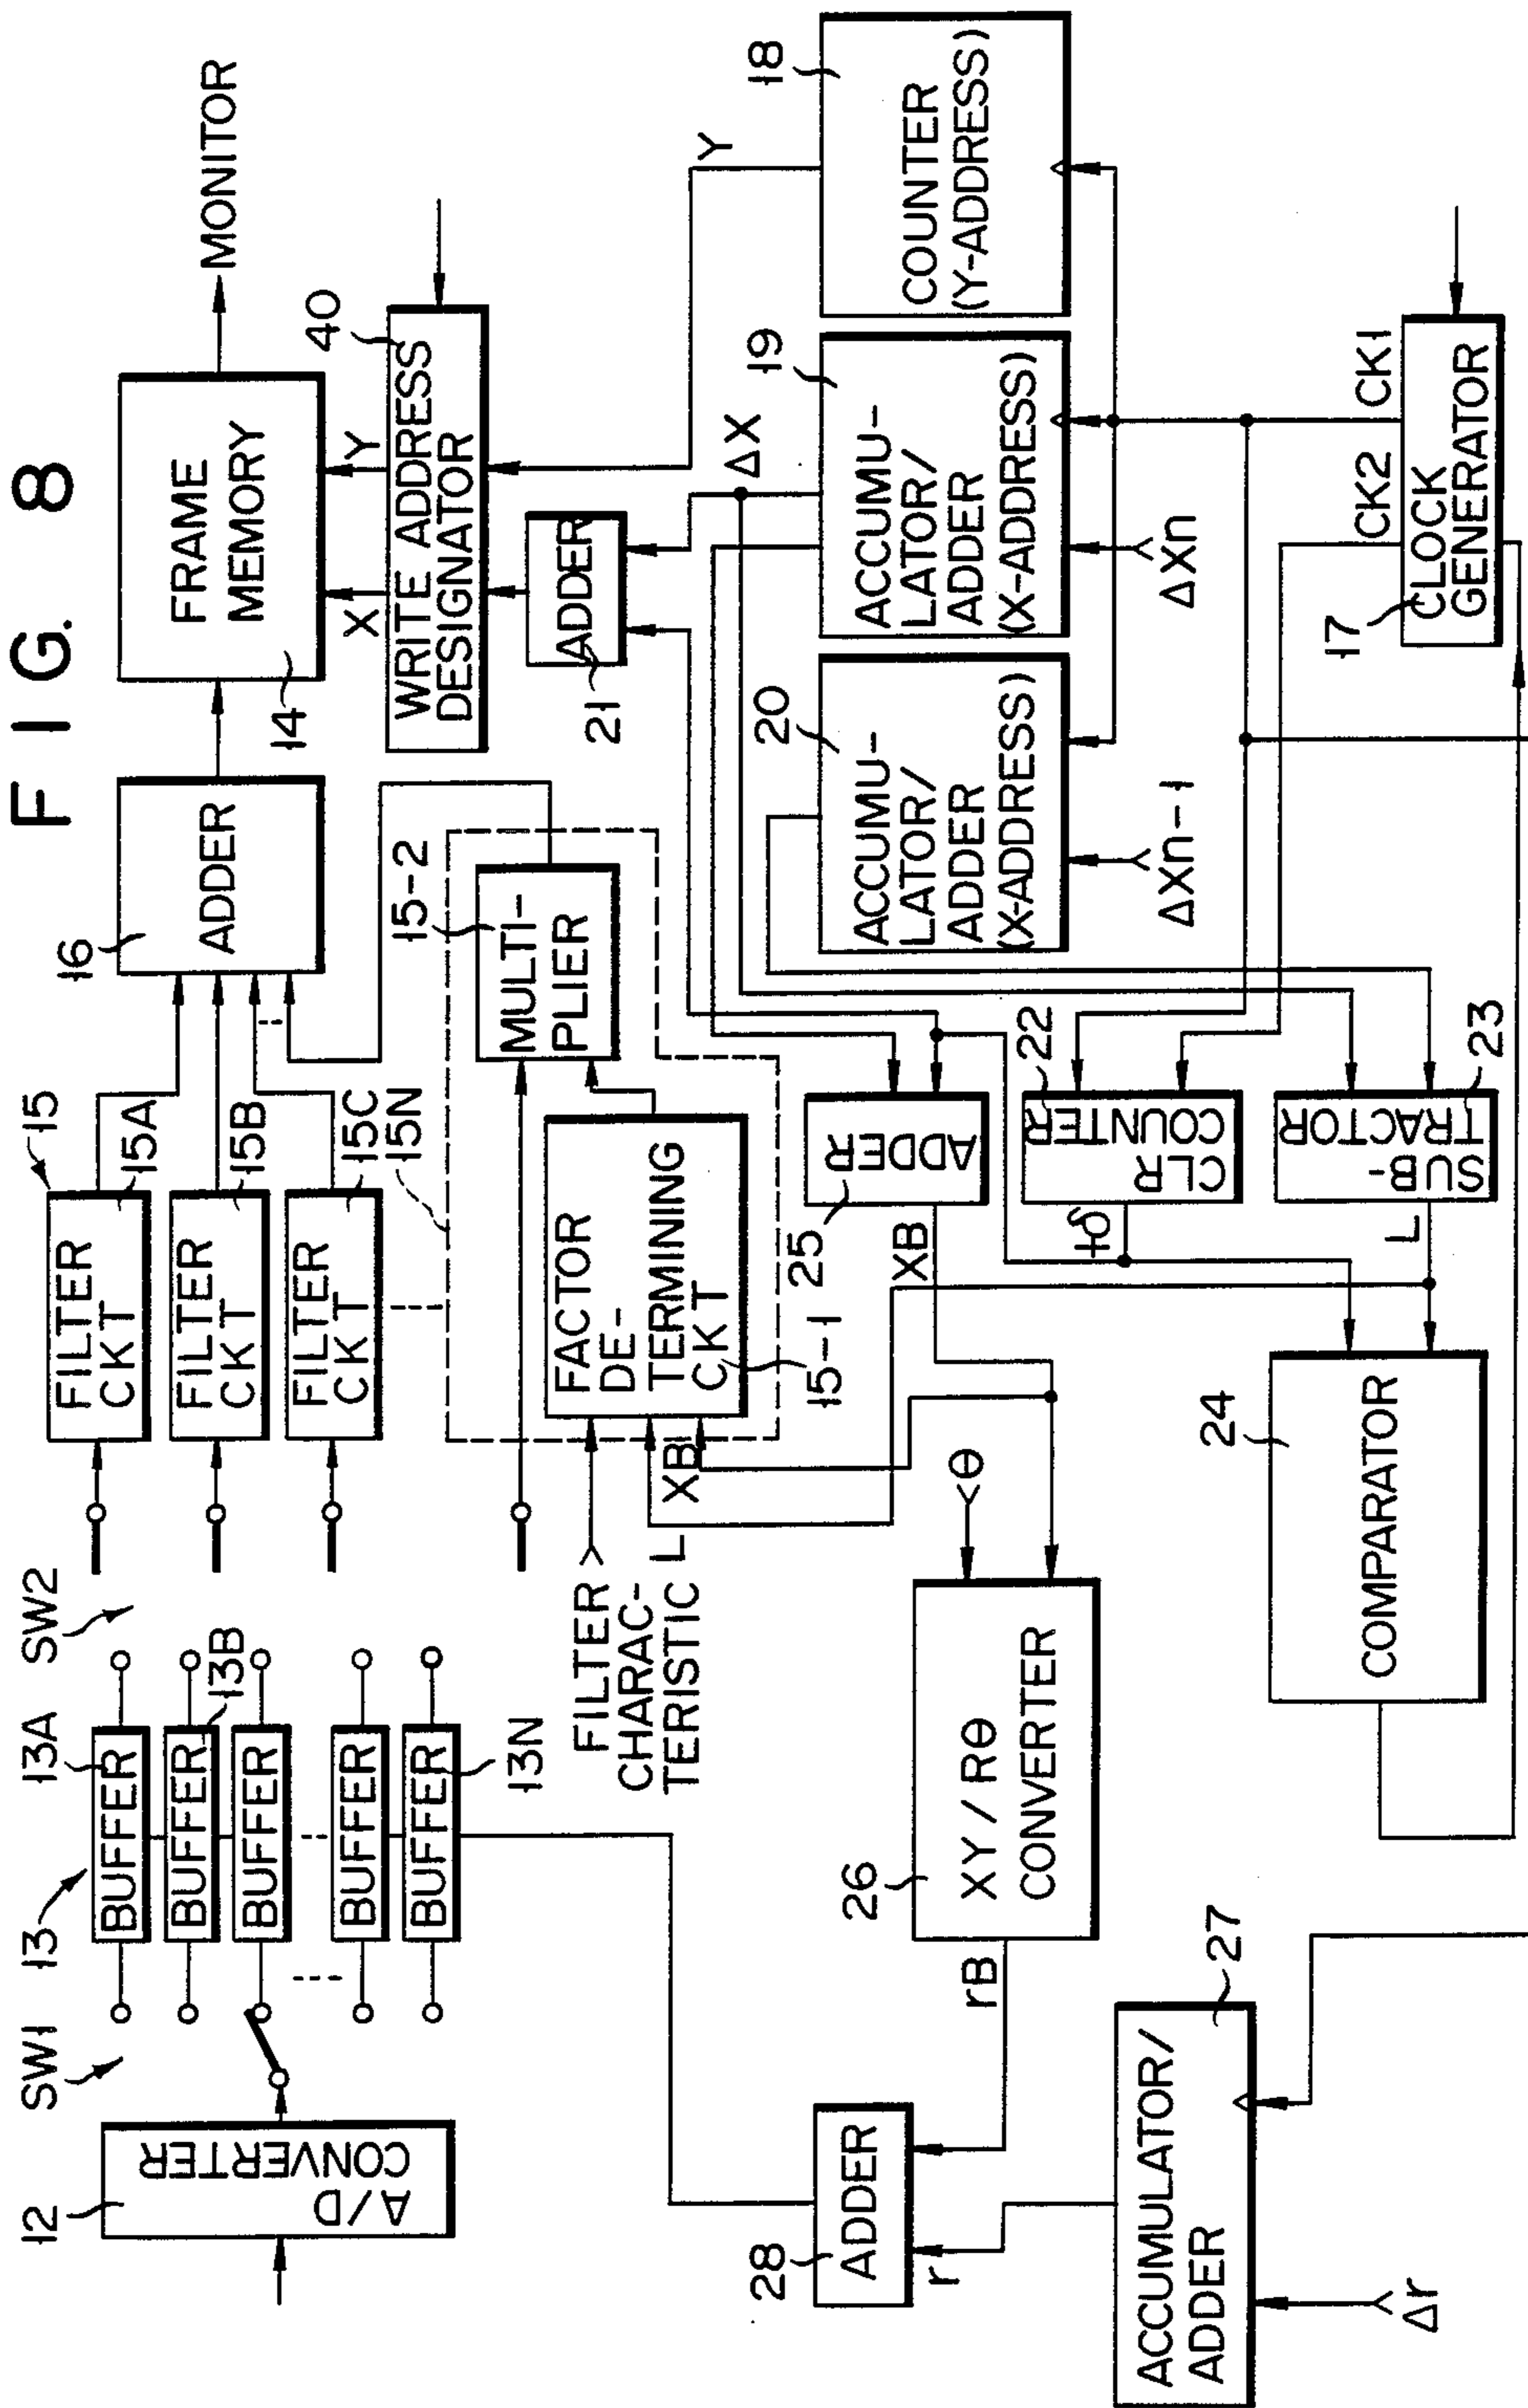 FIG. 8
MONITOR
FRAME
MEMORY
14
X
Y
WRITE ADDRESS
DESIGNATOR
40
ADDER
21
ADDER
16
FILTER
CKT
15
15A
FILTER
CKT
15B
FILTER
CKT
15C
15N
MULTI-
PLIER
15-2
FACTOR
DE-
TERMINING
CKT
15-1
FILTER
CHARAC-
TERISTIC
L
XB
SW2
SW1
13
13A
BUFFER
BUFFER
13B
BUFFER
BUFFER
BUFFER
13N
12
A/D
CONVERTER
Y
ΔX
18
COUNTER
(Y-ADDRESS)
19
ACCUMU-
LATOR/
ADDER
(X-ADDRESS)
ΔXn
20
ACCUMU-
LATOR/
ADDER
(X-ADDRESS)
ΔXn-1
CK1
CK2
17
CLOCK
GENERATOR
ADDER
25
XB
22
CLR
COUNTER
+δ
23
SUB-
TRACTOR
L
24
COMPARATOR
θ
26
XY/Rθ
CONVERTER
rB
28
ADDER
r
27
ACCUMULATOR/
ADDER
Δr